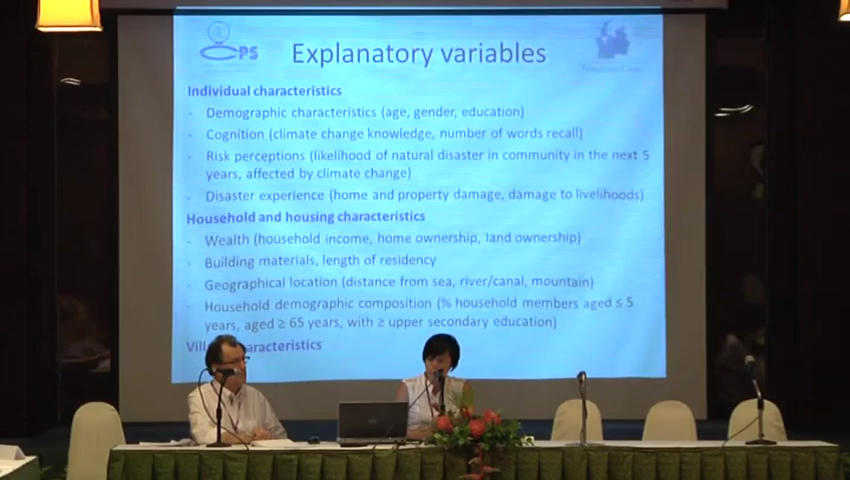 CPS
Explanatory variables
Individual characteristics
- Demographic characteristics (age, gender, education)
- Cognition (climate change knowledge, number of words recall)
- Risk perceptions (likelihood of natural disaster in community in the next 5
years, affected by climate change)
- Disaster experience (home and property damage, damage to livelihoods)
Household and housing characteristics
- Wealth (household income, home ownership, land ownership)
- Building materials, length of residency
- Geographical location (distance from sea, river/canal, mountain)
- Household demographic composition (% household members aged ≤ 5
years, aged ≥ 65 years, with ≥ upper secondary education)